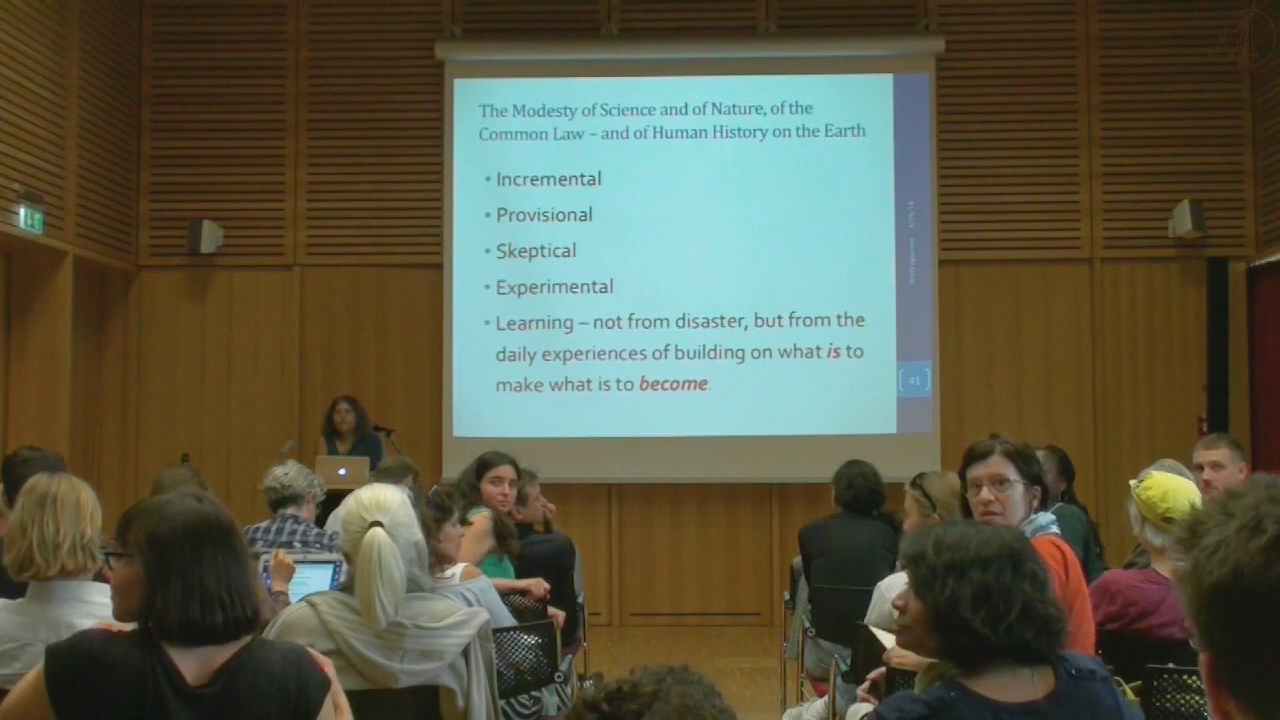 The Modesty of Science and of Nature, of the
Common Law – and of Human History on the Earth
• Incremental
• Provisional
• Skeptical
• Experimental
• Learning – not from disaster, but from the
daily experiences of building on what is to
make what is to become.
41